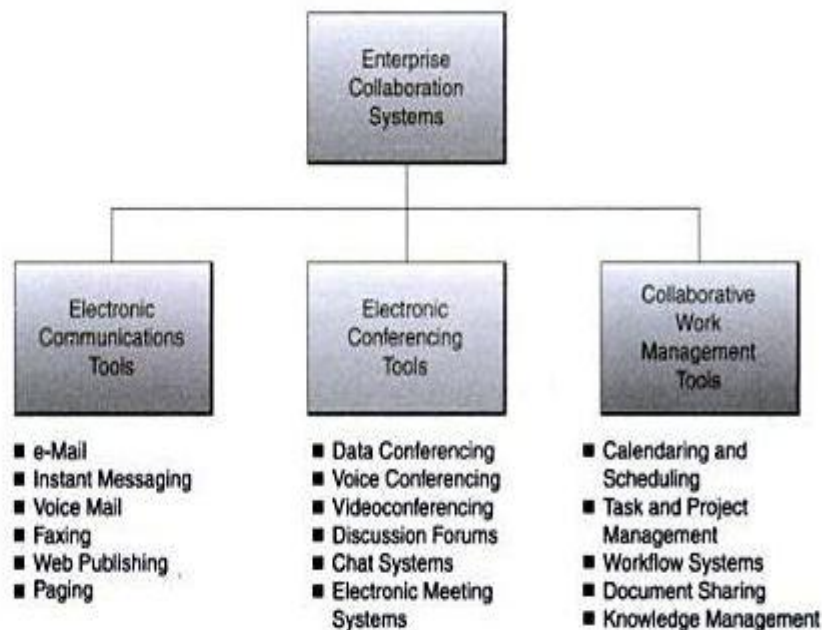 Enterprise
Collaboration
Systems
Electronic
Communications
Tools
Electronic
Conferencing
Tools
Collaborative
Work
Management
Tools
■ e-Mail
■ Instant Messaging
■ Voice Mail
■ Faxing
■ Web Publishing
■ Paging
■ Data Conferencing
■ Voice Conferencing
■ Videoconferencing
■ Discussion Forums
■ Chat Systems
■ Electronic Meeting
Systems
■ Calendaring and
Scheduling
■ Task and Project
Management
■ Workflow Systems
■ Document Sharing
■ Knowledge Management